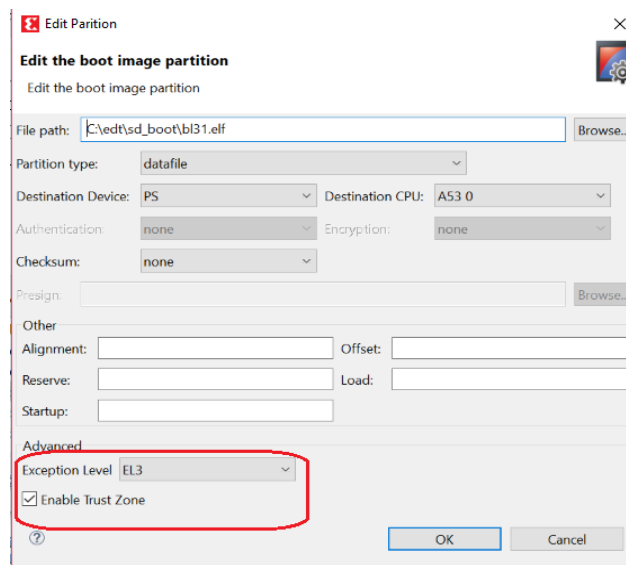 Edit Parition
Edit the boot image partition
Edit the boot image partition
File path: C:\edt\sd_boot\bl31.elf Browse..
Partition type: datafile
Destination Device: PS Destination CPU: A53 0
Authentication: none Encryption: none
Checksum: none
Presign: Browse..
Other
Alignment: Offset:
Reserve: Load:
Startup:
Advanced
Exception Level EL3
Enable Trust Zone
? OK Cancel